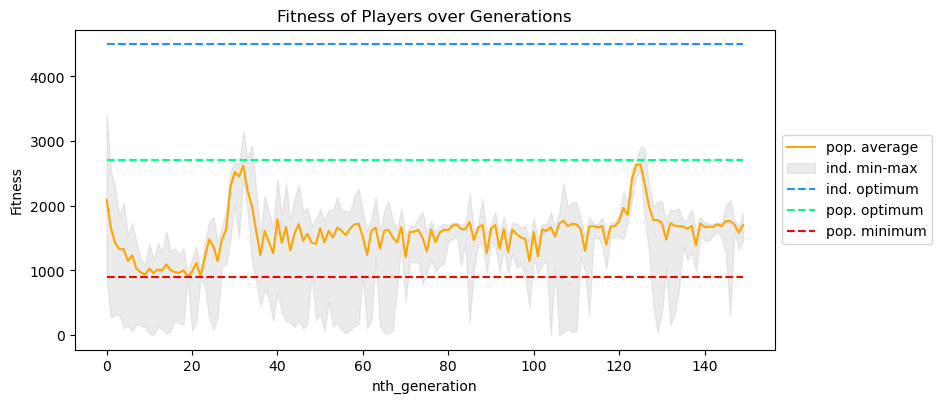 Fitness of Players over Generations
Fitness
4000
3000
2000
1000
0
0 20 40 60 80 100 120 140
nth_generation
pop. average
ind. min-max
ind. optimum
pop. optimum
pop. minimum